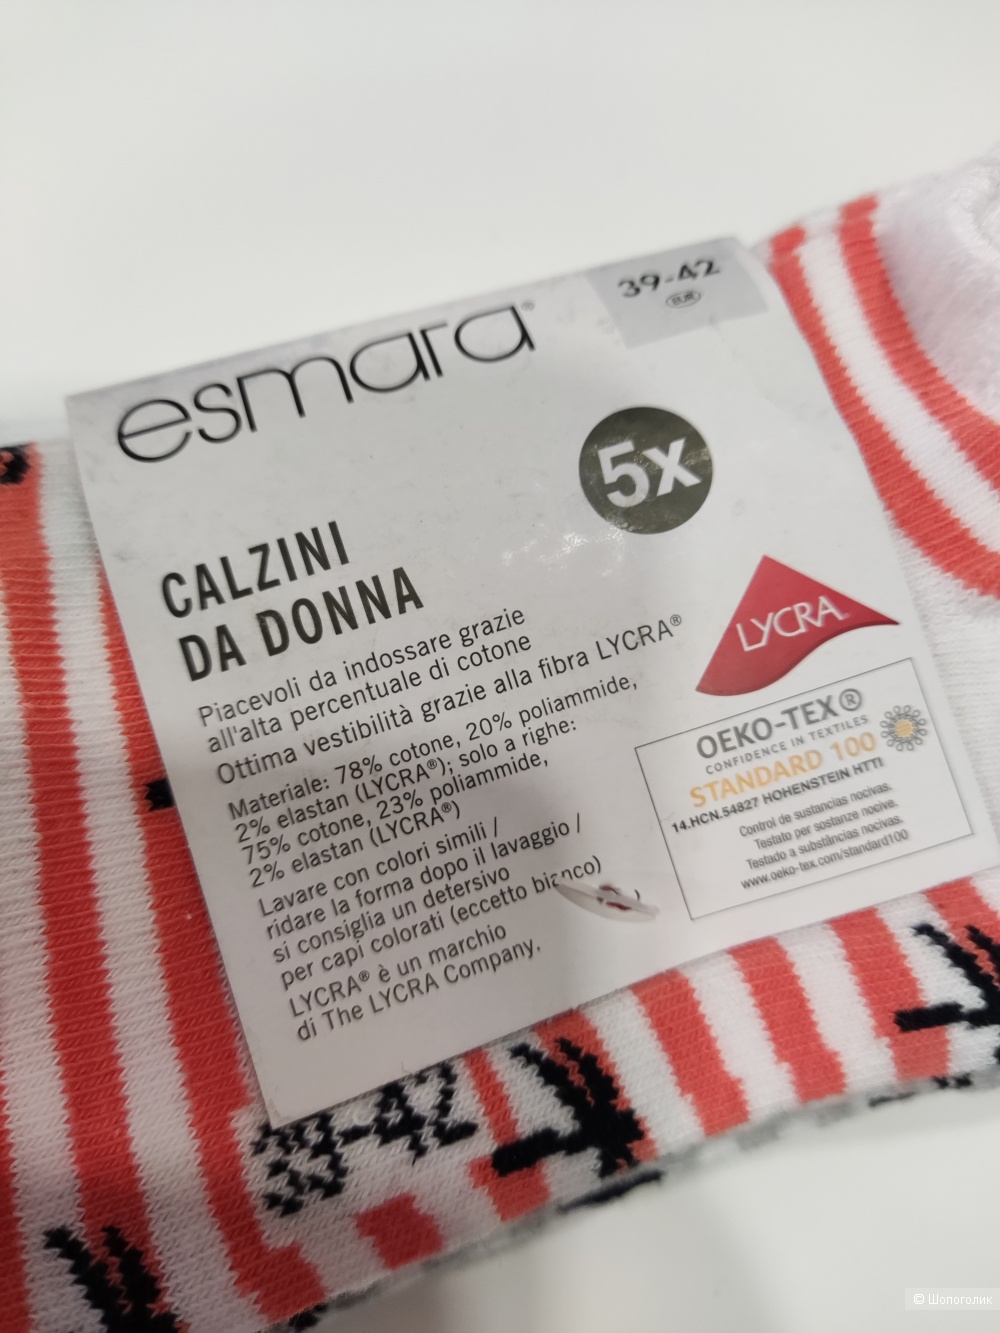 esmara®
39-42
EUR
5x
CALZINI
DA DONNA
Piacevoli da indossare grazie
all'alta percentuale di cotone
Ottima vestibilità grazie alla fibra LYCRA®
Materiale: 78% cotone, 20% poliammide,
2% elastan (LYCRA®); solo a righe:
75% cotone, 23% poliammide,
2% elastan (LYCRA®)
Lavare con colori simili /
ridare la forma dopo il lavaggio /
si consiglia un detersivo
per capi colorati (eccetto bianco)
LYCRA® è un marchio
di The LYCRA Company.
LYCRA
OEKO-TEX®
CONFIDENCE IN TEXTILES
STANDARD 100
14.HCN.54827 HOHENSTEIN HTTI
Control de sustancias nocivas.
Testato per sostanze nocive.
Testado a substâncias nocivas.
www.oeko-tex.com/standard100
39-42
© Шопоголик